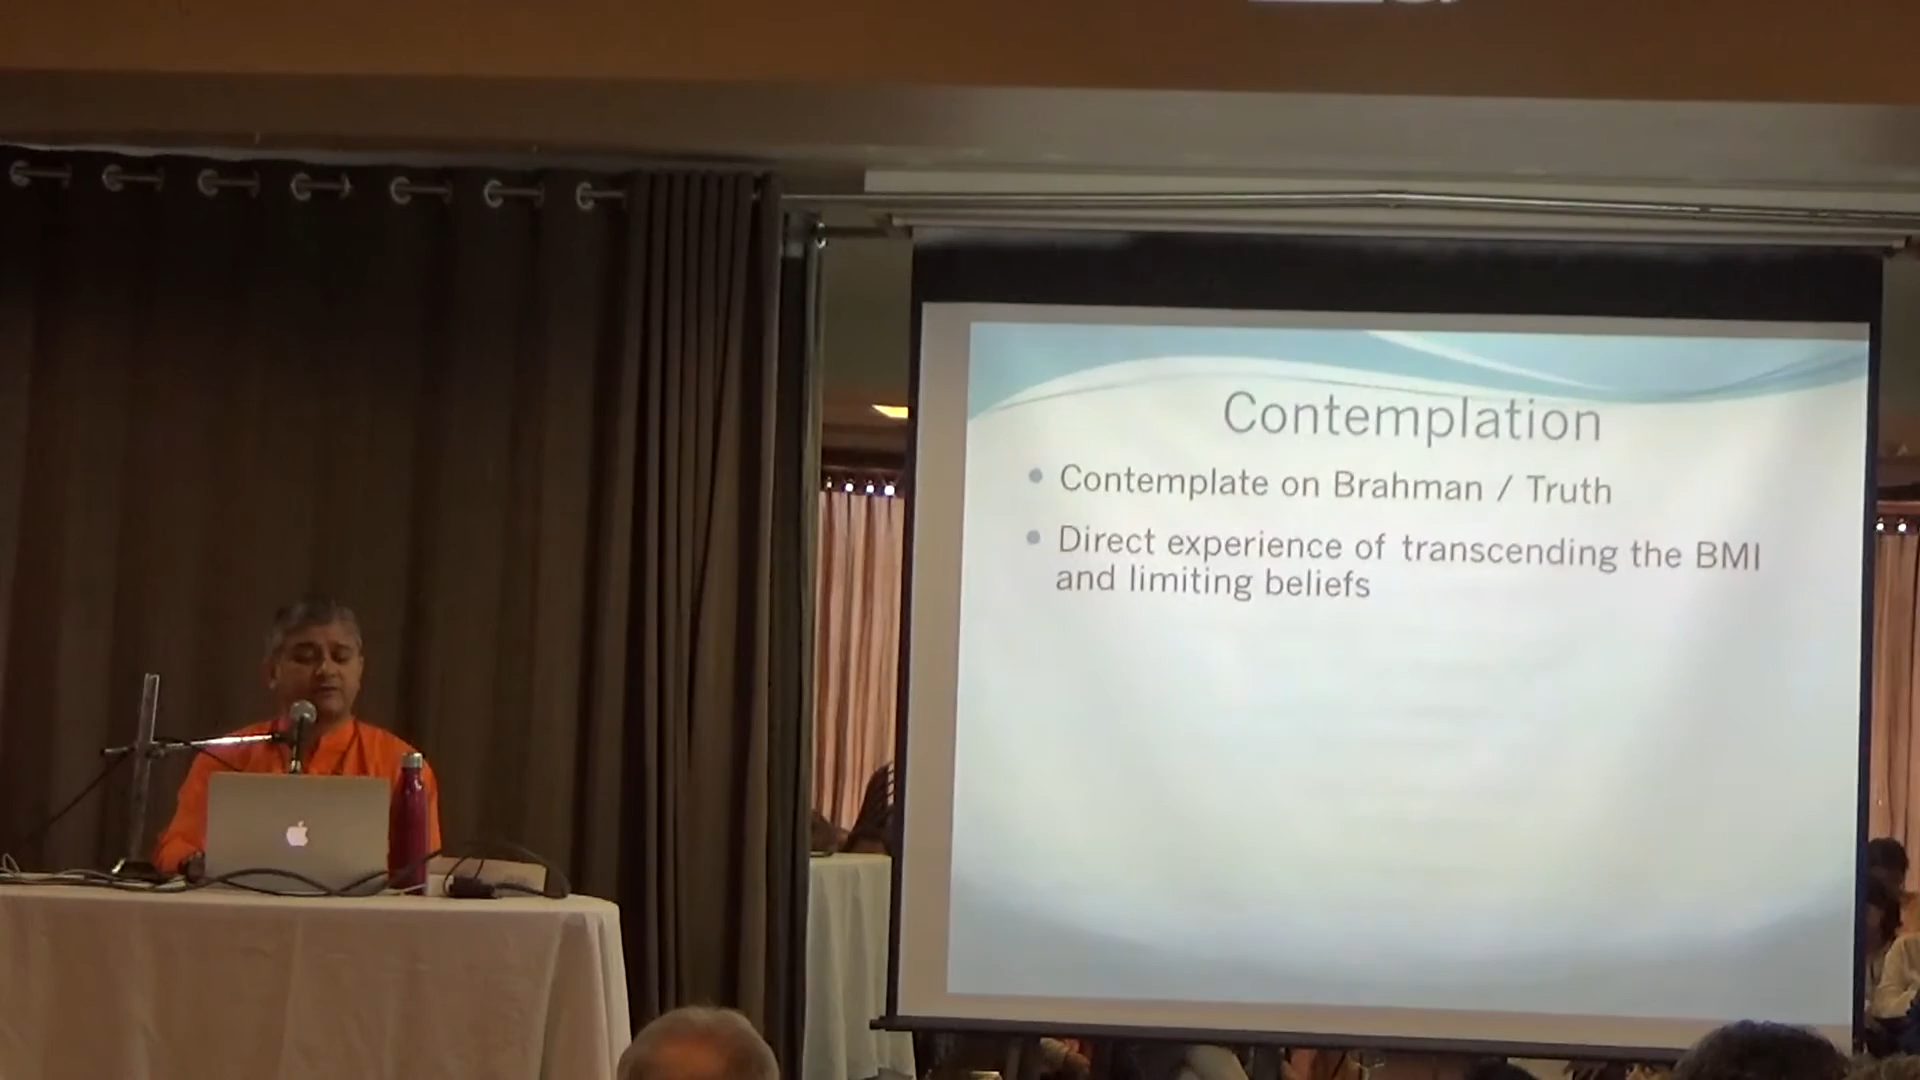 Contemplation
Contemplate on Brahman / Truth
Direct experience of transcending the BMI
and limiting beliefs